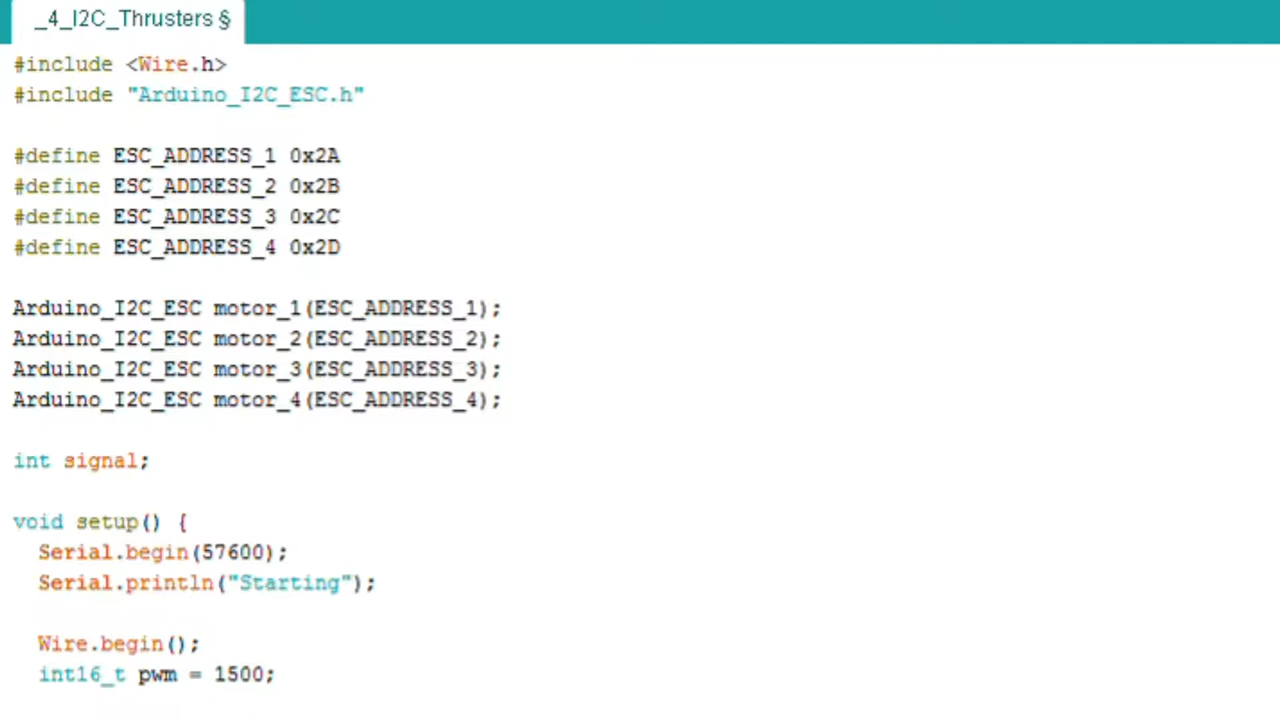 _4_I2C_Thrusters §
#include <Wire.h>
#include "Arduino_I2C_ESC.h"
#define ESC_ADDRESS_1 0x2A
#define ESC_ADDRESS_2 0x2B
#define ESC_ADDRESS_3 0x2C
#define ESC_ADDRESS_4 0x2D
Arduino_I2C_ESC motor_1(ESC_ADDRESS_1);
Arduino_I2C_ESC motor_2(ESC_ADDRESS_2);
Arduino_I2C_ESC motor_3(ESC_ADDRESS_3);
Arduino_I2C_ESC motor_4(ESC_ADDRESS_4);
int signal;
void setup() {
Serial.begin(57600);
Serial.println("Starting");
Wire.begin();
int16_t pwm = 1500;